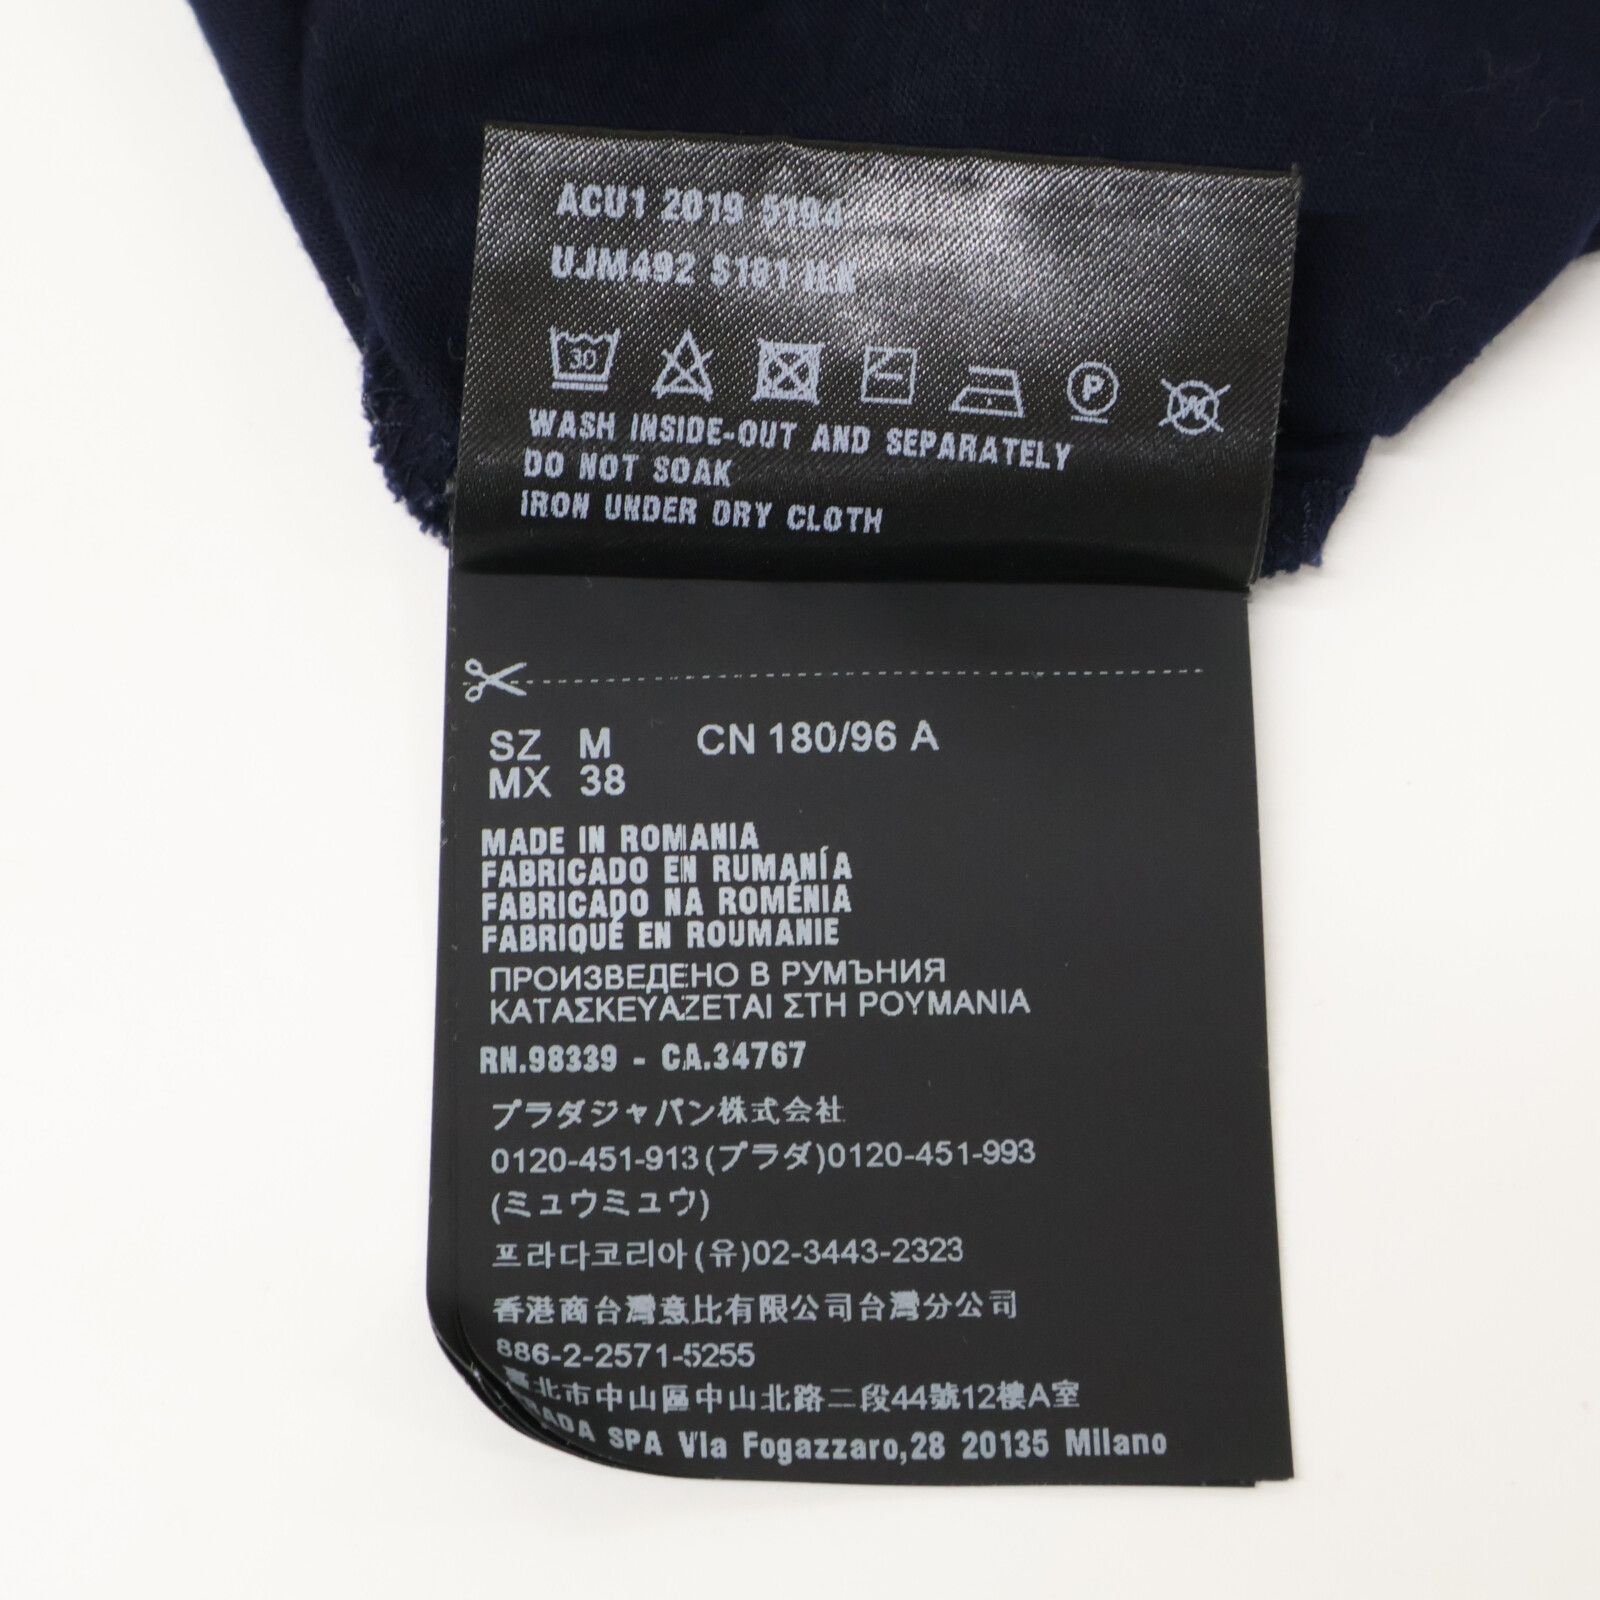 ACU1 2019 5194
UJM492 S191 ILK
30
P
W
WASH INSIDE-OUT AND SEPARATELY
DO NOT SOAK
IRON UNDER DRY CLOTH
SZ M CN 180/96 A
MX 38
MADE IN ROMANIA
FABRICADO EN RUMANÍA
FABRICADO NA ROMÉNIA
FABRIQUÉ EN ROUMANIE
ПРОИЗВЕДЕНО В РУМЪНИЯ
ΚΑΤΑΣΚΕΥΑΖΕΤΑΙ ΣΤΗ ΡΟΥΜΑΝΙΑ
RN.98339 - CA.34767
プラダジャパン株式会社
0120-451-913(プラダ)0120-451-993
(ミュウミュウ)
프라다코리아(유)02-3443-2323
香港商台灣意比有限公司台灣分公司
886-2-2571-5255
臺北市中山區中山北路二段44號12樓A室
PRADA SPA Via Fogazzaro,28 20135 Milano